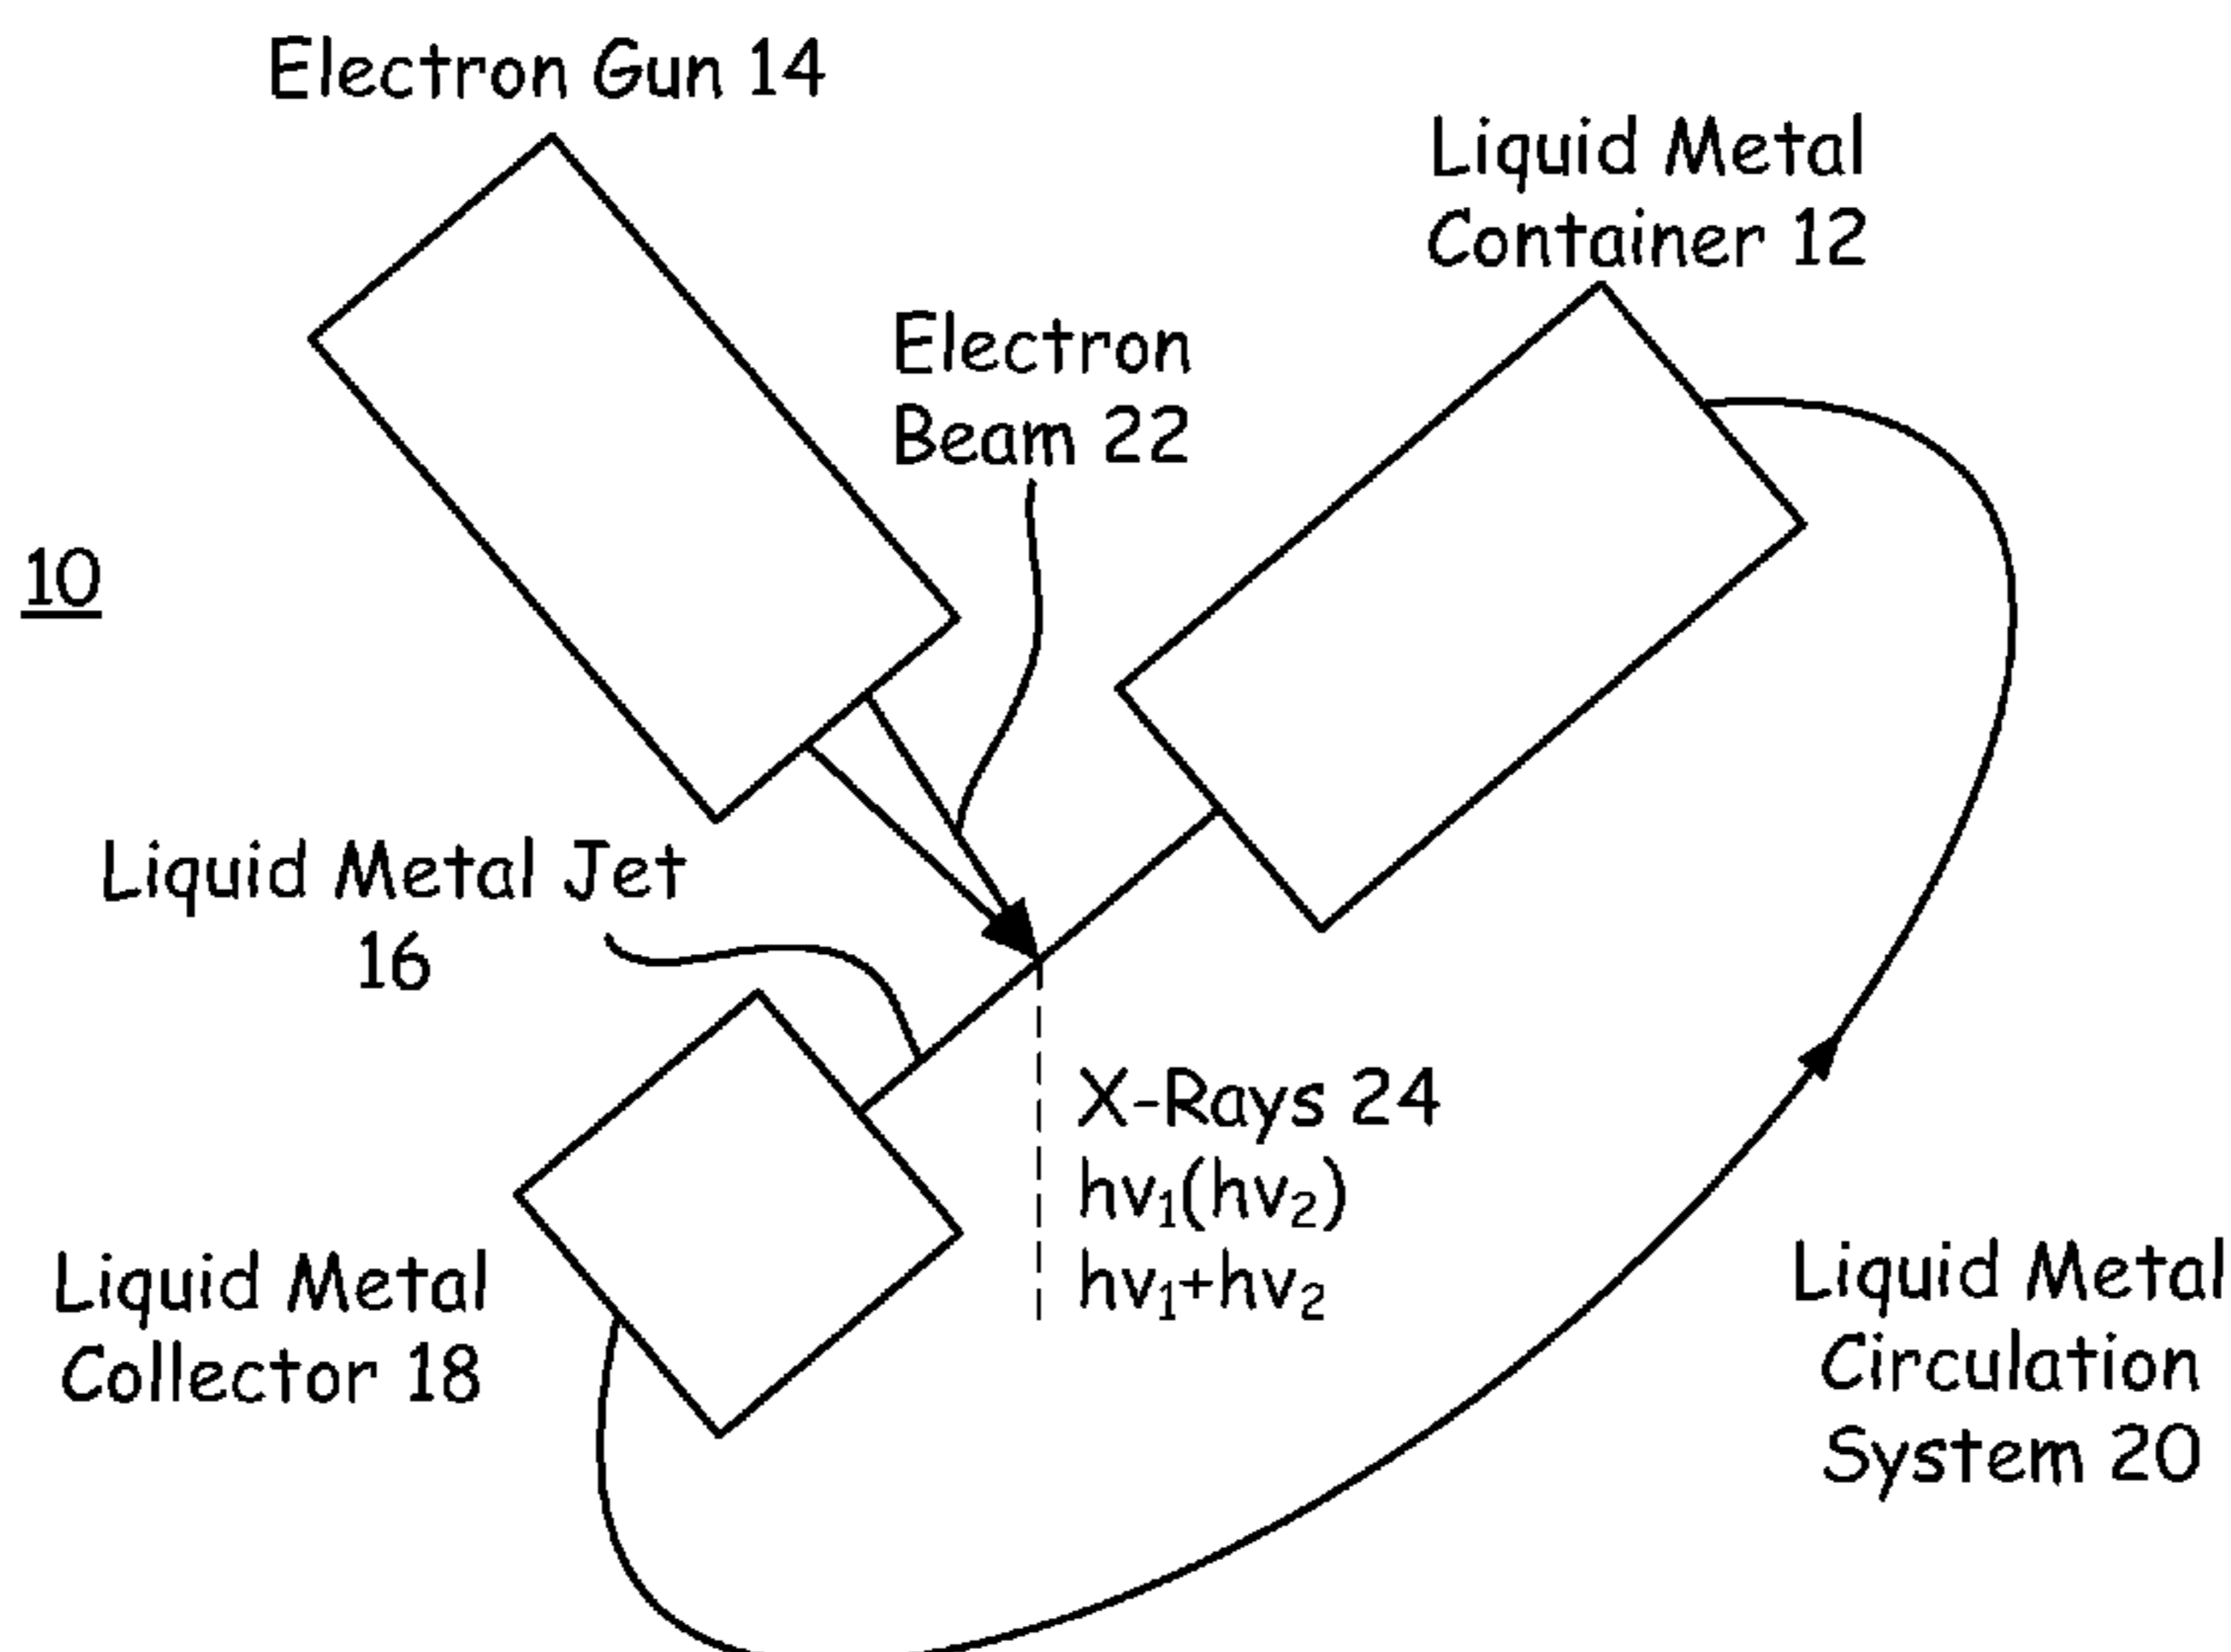 Electron Gun 14
Liquid Metal
Container 12
Electron
Beam 22
10
Liquid Metal Jet
16
X-Rays 24
hv₁(hv₂)
hv₁+hv₂
Liquid Metal
Collector 18
Liquid Metal
Circulation
System 20